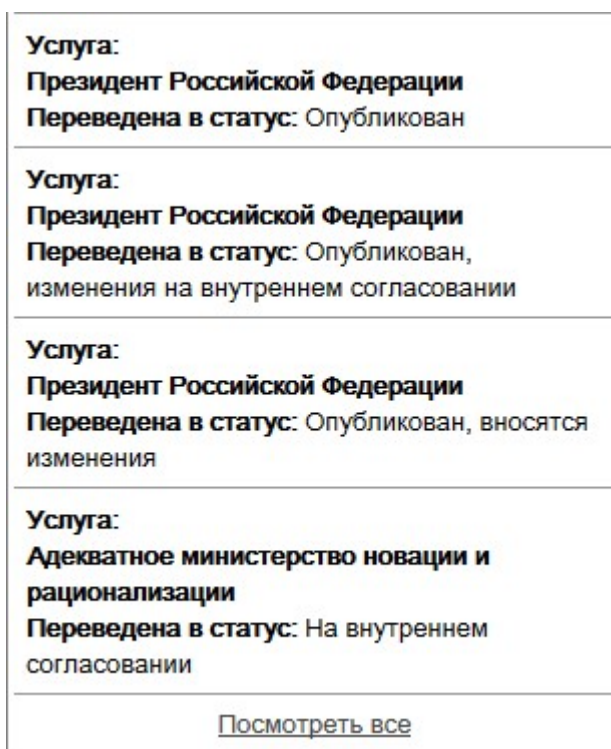 Услуга:
Президент Российской Федерации
Переведена в статус: Опубликован
Услуга:
Президент Российской Федерации
Переведена в статус: Опубликован,
изменения на внутреннем согласовании
Услуга:
Президент Российской Федерации
Переведена в статус: Опубликован, вносятся
изменения
Услуга:
Адекватное министерство новации и
рационализации
Переведена в статус: На внутреннем
согласовании
Посмотреть все